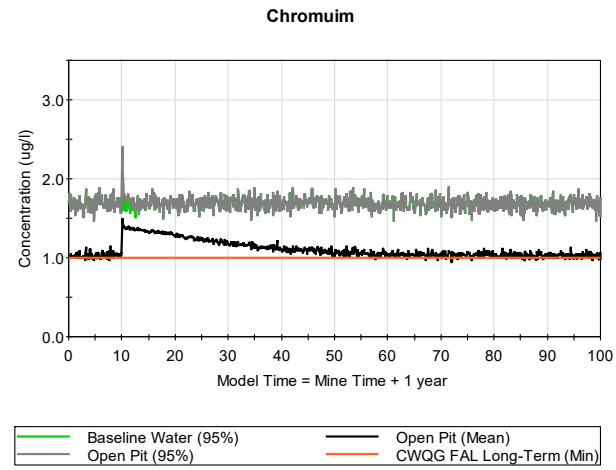 Chromuim
Concentration (ug/l)
3.0
2.0
1.0
0.0
0 10 20 30 40 50 60 70 80 90 100
Model Time = Mine Time + 1 year
Baseline Water (95%) Open Pit (Mean)
Open Pit (95%) CWQG FAL Long-Term (Min)